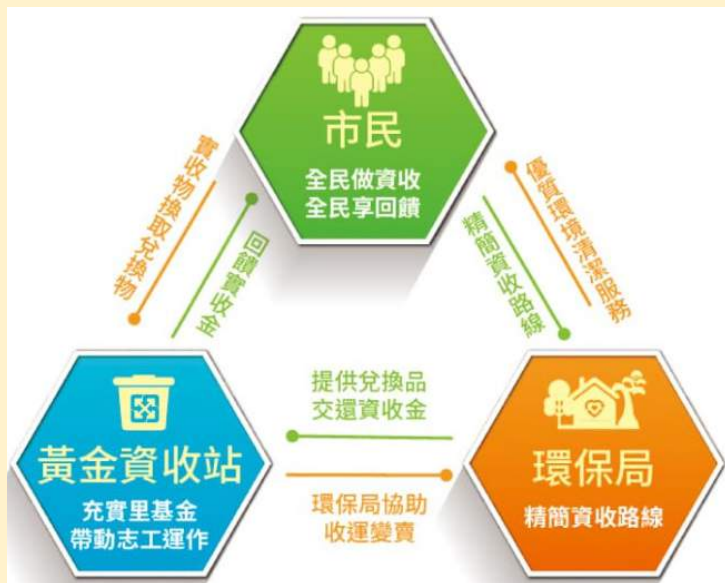 市民
全民做資收
全民享回饋
實收物換取兌換物
回饋實收金
精簡資收路線
優質環境清潔服務
提供兌換品
交還資收金
黃金資收站
充實里基金
帶動志工運作
環保局協助
收運變賣
環保局
精簡資收路線